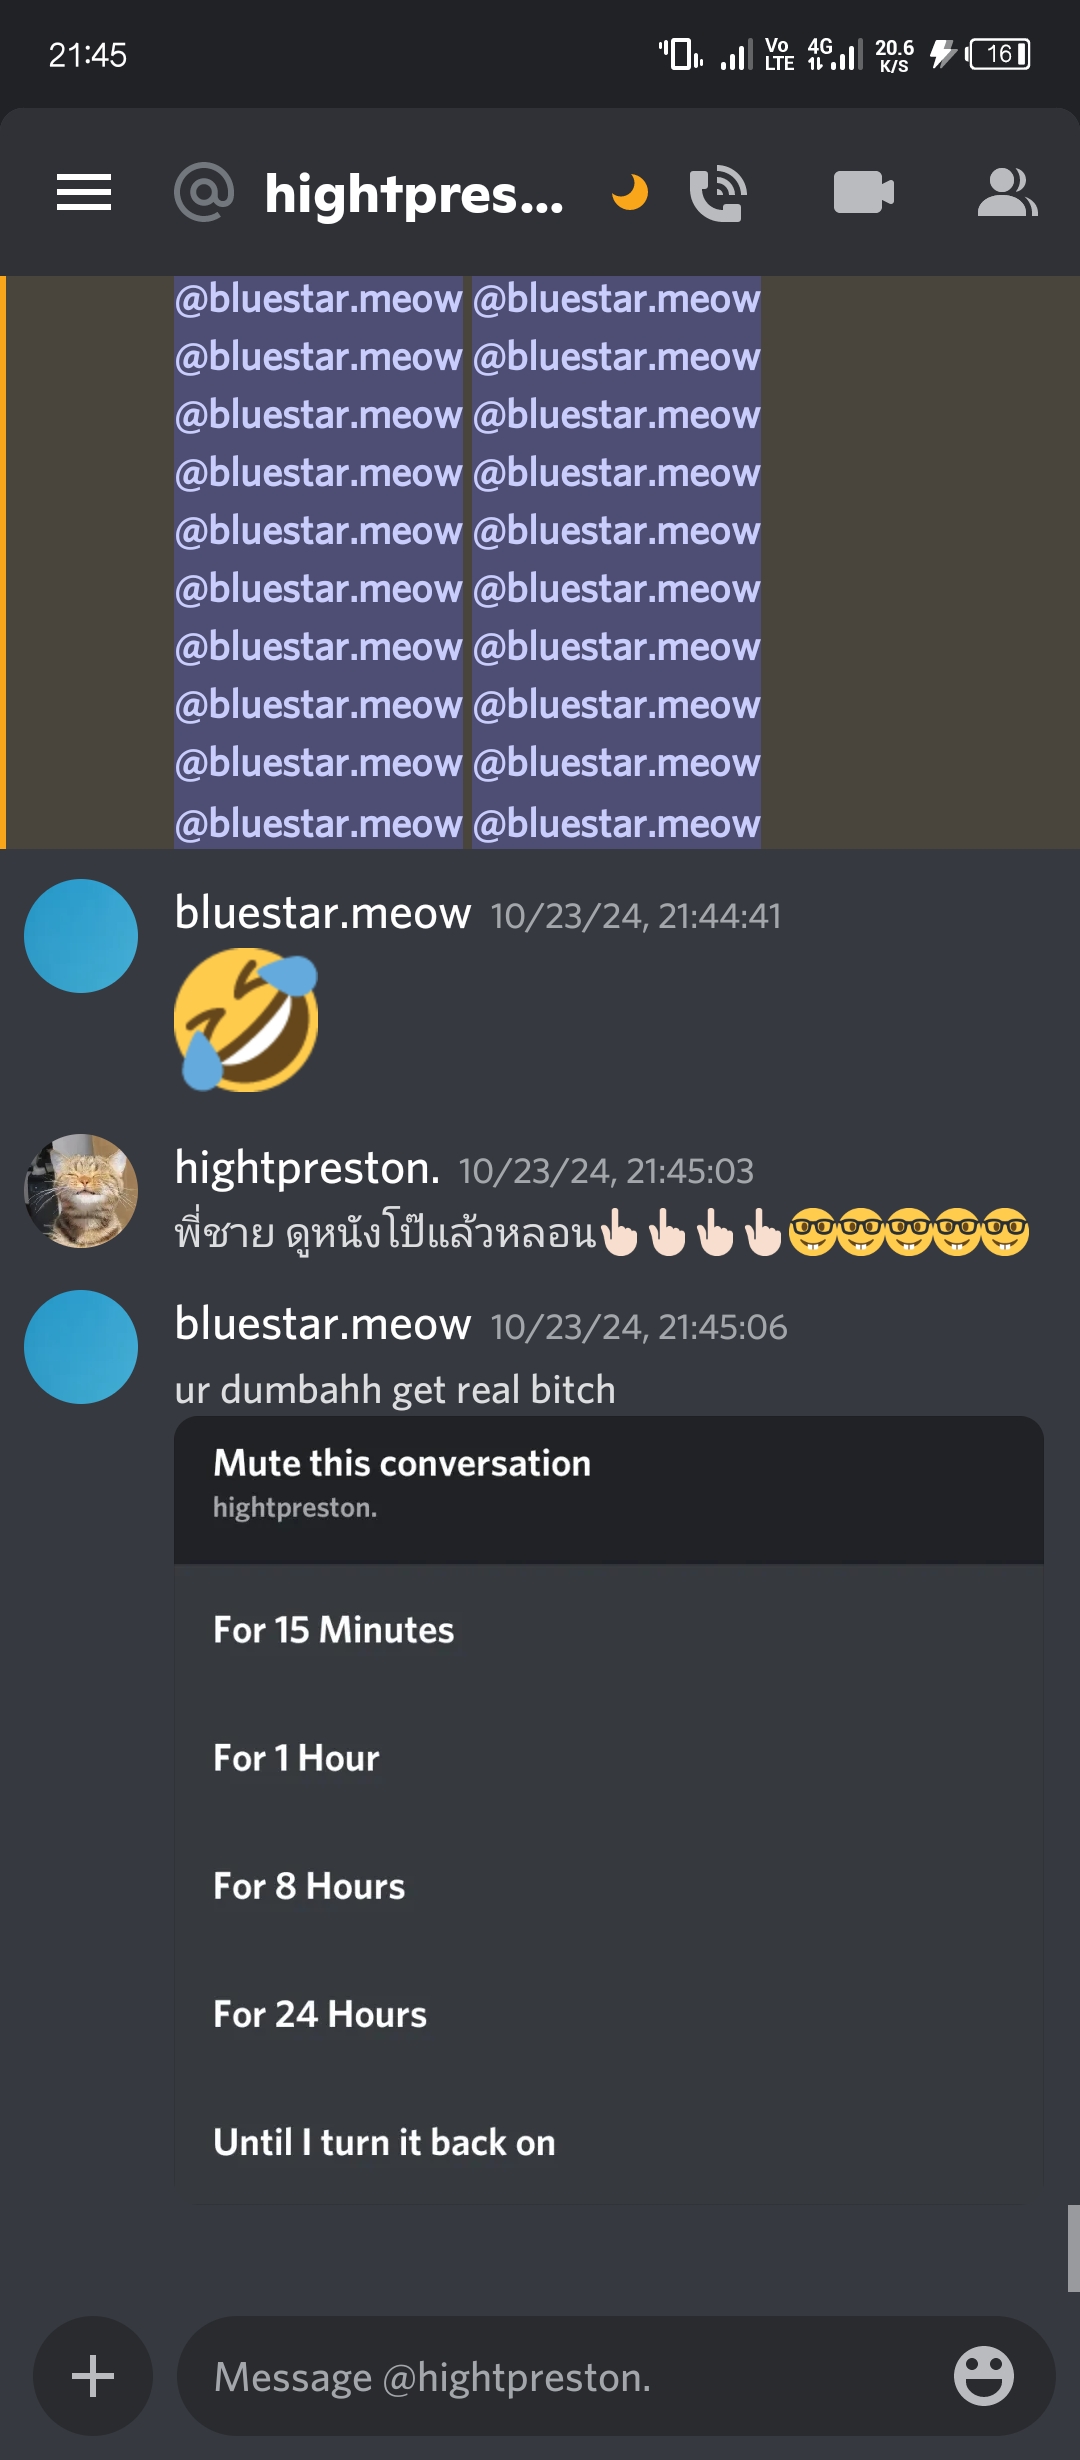 21:45
Vo LTE 4G 20.6 K/S 16
hightpres...
@bluestar.meow @bluestar.meow
@bluestar.meow @bluestar.meow
@bluestar.meow @bluestar.meow
@bluestar.meow @bluestar.meow
@bluestar.meow @bluestar.meow
@bluestar.meow @bluestar.meow
@bluestar.meow @bluestar.meow
@bluestar.meow @bluestar.meow
@bluestar.meow @bluestar.meow
@bluestar.meow @bluestar.meow
bluestar.meow 10/23/24, 21:44:41
🤣
hightpreston. 10/23/24, 21:45:03
พี่ชาย ดูหนังโป๊แล้วหลอน👆🏻👆🏻👆🏻👆🏻🤓🤓🤓🤓🤓
bluestar.meow 10/23/24, 21:45:06
ur dumbahh get real bitch
Mute this conversation
hightpreston.
For 15 Minutes
For 1 Hour
For 8 Hours
For 24 Hours
Until I turn it back on
Message @hightpreston.